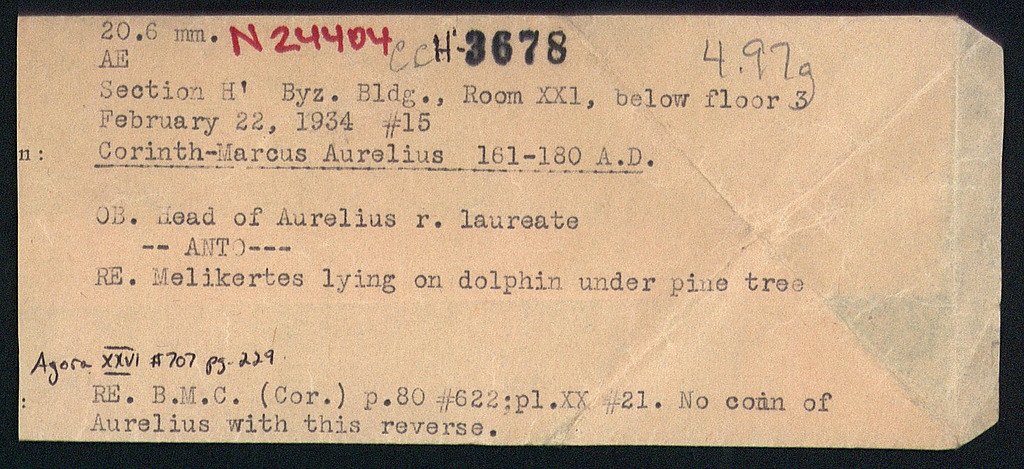 20.6 mm. N 24404 CC H'-3678 4.97g
AE
Section H' Byz. Bldg., Room XX1, below floor 3
February 22, 1934 #15
n: Corinth-Marcus Aurelius 161-180 A.D.
OB. Head of Aurelius r. laureate
-- ANTO---
RE. Melikertes lying on dolphin under pine tree
Agora XXVI #707 pg. 229
: RE. B.M.C. (Cor.) p.80 #622;pl.XX #21. No coin of
Aurelius with this reverse.